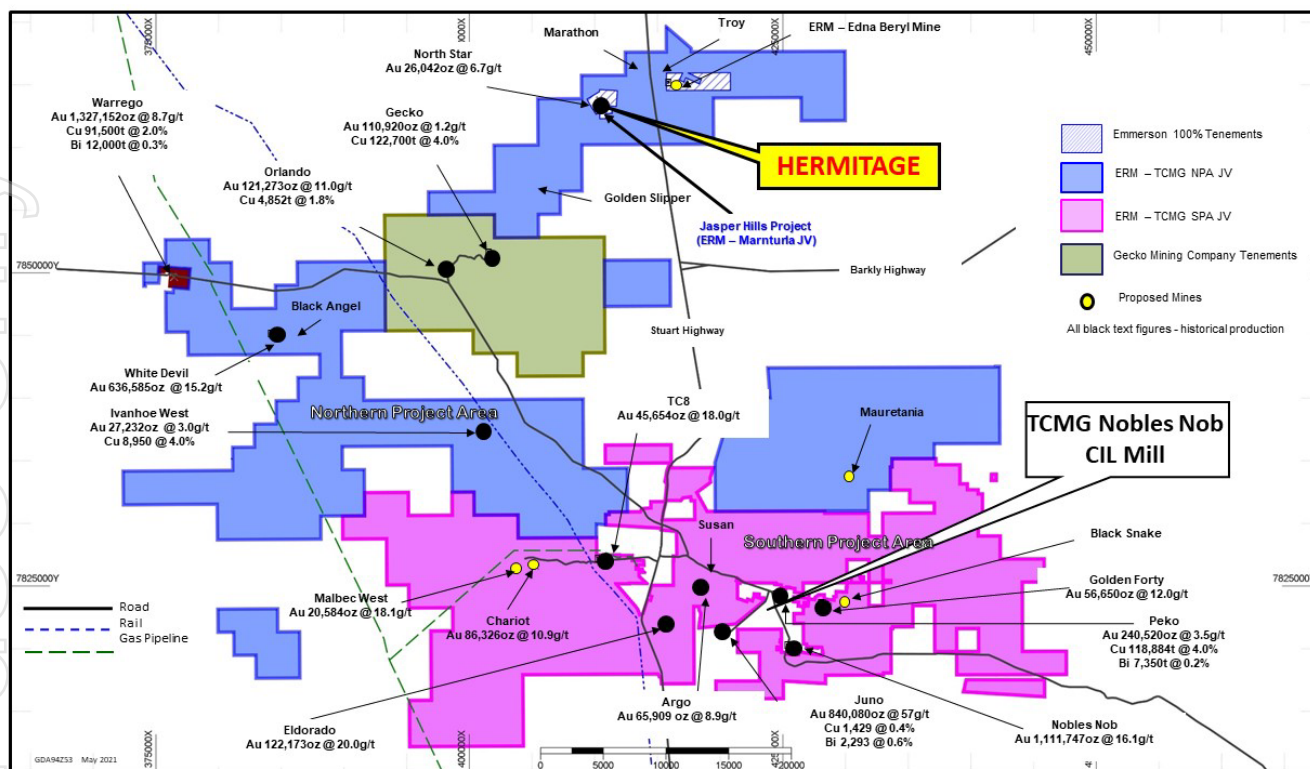 378000X
400000X
425000X
450000X
7850000Y
7825000Y
7825000Y
375000X
400000X
425000X
Marathon
Troy
ERM – Edna Beryl Mine
North Star
Au 26,042oz @ 6.7g/t
Warrego
Au 1,327,152oz @ 8.7g/t
Cu 91,500t @ 2.0%
Bi 12,000t @ 0.3%
Gecko
Au 110,920oz @ 1.2g/t
Cu 122,700t @ 4.0%
Orlando
Au 121,273oz @ 11.0g/t
Cu 4,852t @ 1.8%
HERMITAGE
Golden Slipper
Jasper Hills Project
(ERM – Marnturla JV)
Emmerson 100% Tenements
ERM – TCMG NPA JV
ERM – TCMG SPA JV
Gecko Mining Company Tenements
Proposed Mines
All black text figures - historical production
Barkly Highway
Stuart Highway
Black Angel
White Devil
Au 636,585oz @ 15.2g/t
Ivanhoe West
Au 27,232oz @ 3.0g/t
Cu 8,950 @ 4.0%
Northern Project Area
TC8
Au 45,654oz @ 18.0g/t
Mauretania
TCMG Nobles Nob
CIL Mill
Susan
Southern Project Area
Black Snake
Golden Forty
Au 56,650oz @ 12.0g/t
Malbec West
Au 20,584oz @ 18.1g/t
Chariot
Au 86,326oz @ 10.9g/t
Peko
Au 240,520oz @ 3.5g/t
Cu 118,884t @ 4.0%
Bi 7,350t @ 0.2%
Road
Rail
Gas Pipeline
Eldorado
Au 122,173oz @ 20.0g/t
Argo
Au 65,909 oz @ 8.9g/t
Juno
Au 840,080oz @ 57g/t
Cu 1,429 @ 0.4%
Bi 2,293 @ 0.6%
Nobles Nob
Au 1,111,747oz @ 16.1g/t
0 5000 10000 15000 20000
GDA94Z53 May 2021